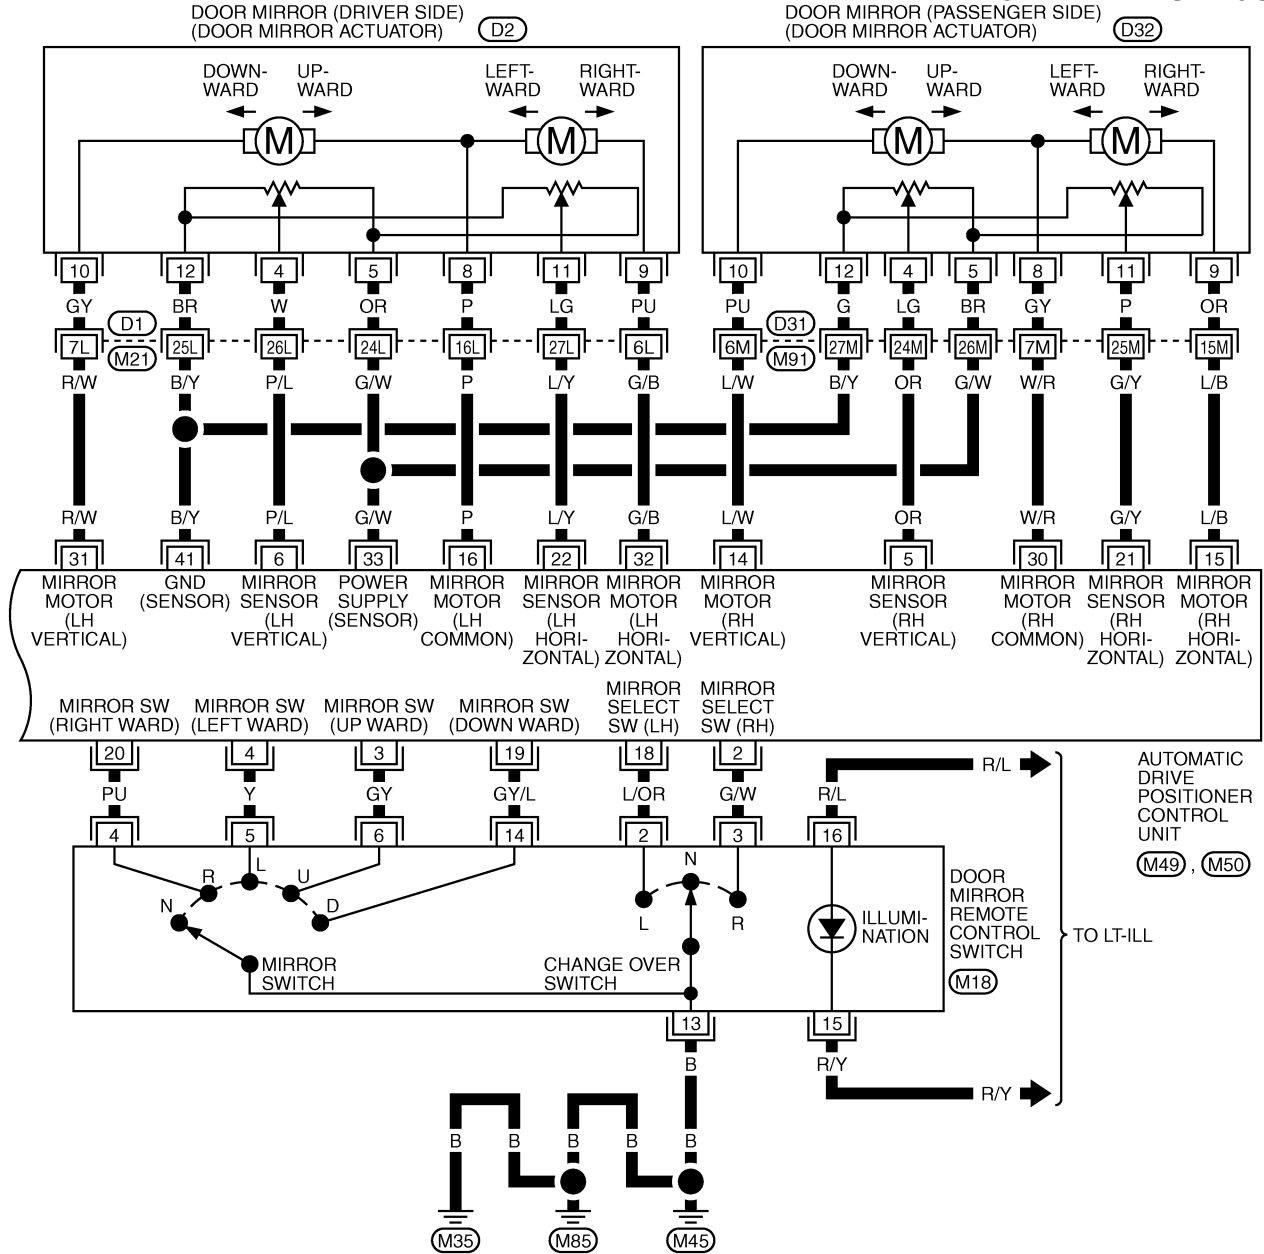 DOOR MIRROR (DRIVER SIDE)
(DOOR MIRROR ACTUATOR) D2
DOOR MIRROR (PASSENGER SIDE)
(DOOR MIRROR ACTUATOR) D32
DOWN- UP- LEFT- RIGHT- DOWN- UP- LEFT- RIGHT-
WARD WARD WARD WARD WARD WARD WARD WARD
M M M M
10 12 4 5 8 11 9 10 12 4 5 8 11 9
GY BR W OR P LG PU PU G LG BR GY P OR
D1 D31
7L 25L 26L 24L 16L 27L 6L 6M 27M 24M 26M 7M 25M 15M
M21 M91
R/W B/Y P/L G/W P L/Y G/B L/W B/Y OR G/W W/R G/Y L/B
R/W B/Y P/L G/W P L/Y G/B L/W OR W/R G/Y L/B
31 41 6 33 16 22 32 14 5 30 21 15
MIRROR GND MIRROR POWER MIRROR MIRROR MIRROR MIRROR MIRROR MIRROR MIRROR MIRROR
MOTOR (SENSOR) SENSOR SUPPLY MOTOR SENSOR MOTOR MOTOR SENSOR MOTOR SENSOR MOTOR
(LH (LH (SENSOR) (LH (LH (LH (RH (RH (RH (RH (RH
VERTICAL) VERTICAL) COMMON) HORI- HORI- VERTICAL) VERTICAL) COMMON) HORI- HORI-
ZONTAL) ZONTAL) ZONTAL) ZONTAL)
MIRROR MIRROR
MIRROR SW MIRROR SW MIRROR SW MIRROR SW SELECT SELECT
(RIGHT WARD) (LEFT WARD) (UP WARD) (DOWN WARD) SW (LH) SW (RH)
20 4 3 19 18 2
PU Y GY GY/L L/OR G/W R/L
4 5 6 14 2 3 16
R/L
AUTOMATIC
DRIVE
POSITIONER
CONTROL
UNIT
M49 , M50
R L U
N D
MIRROR
SWITCH
N
L R
CHANGE OVER
SWITCH
ILLUMI-
NATION
DOOR
MIRROR
REMOTE
CONTROL
SWITCH
M18
TO LT-ILL
13 15
B R/Y
R/Y
B B B B B
M35 M85 M45